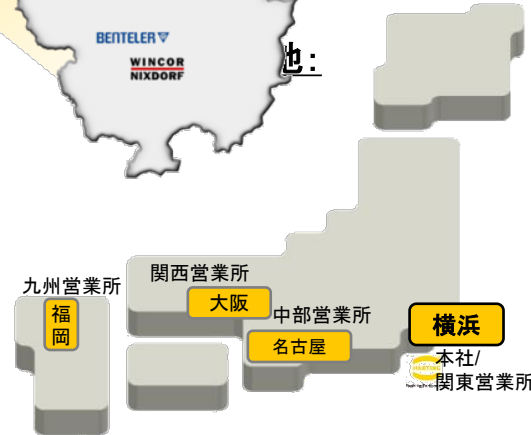 BENTELER
WINCOR
NIXDORF
地:
九州営業所
福
岡
関西営業所
大阪
中部営業所
名古屋
横浜
HARTING
本社/
関東営業所